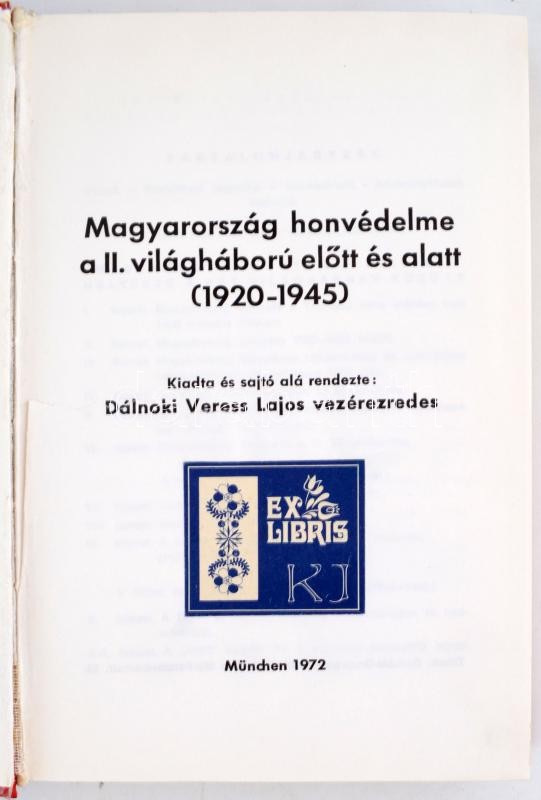 Magyarország honvédelme
a II. világháború előtt és alatt
(1920-1945)
Kiadta és sajtó alá rendezte:
Dálnoki Veress Lajos vezérezredes
EX
LIBRIS
KJ
München 1972